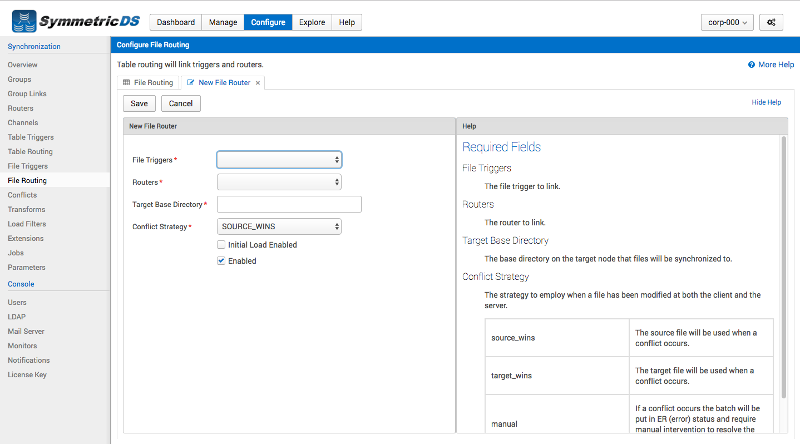 SymmetricDS
Dashboard Manage Configure Explore Help
corp-000
Synchronization
Overview
Groups
Group Links
Routers
Channels
Table Triggers
Table Routing
File Triggers
File Routing
Conflicts
Transforms
Load Filters
Extensions
Jobs
Parameters
Console
Users
LDAP
Mail Server
Monitors
Notifications
License Key
Configure File Routing
Table routing will link triggers and routers.
More Help
File Routing New File Router ×
Save Cancel
Hide Help
New File Router
File Triggers *
Routers *
Target Base Directory *
Conflict Strategy * SOURCE_WINS
Initial Load Enabled
Enabled
Help
Required Fields
File Triggers
The file trigger to link.
Routers
The router to link.
Target Base Directory
The base directory on the target node that files will be synchronized to.
Conflict Strategy
The strategy to employ when a file has been modified at both the client and the
server.
source_wins
The source file will be used when a
conflict occurs.
target_wins
The target file will be used when a
conflict occurs.
manual
If a conflict occurs the batch will be
put in ER (error) status and require
manual intervention to resolve the